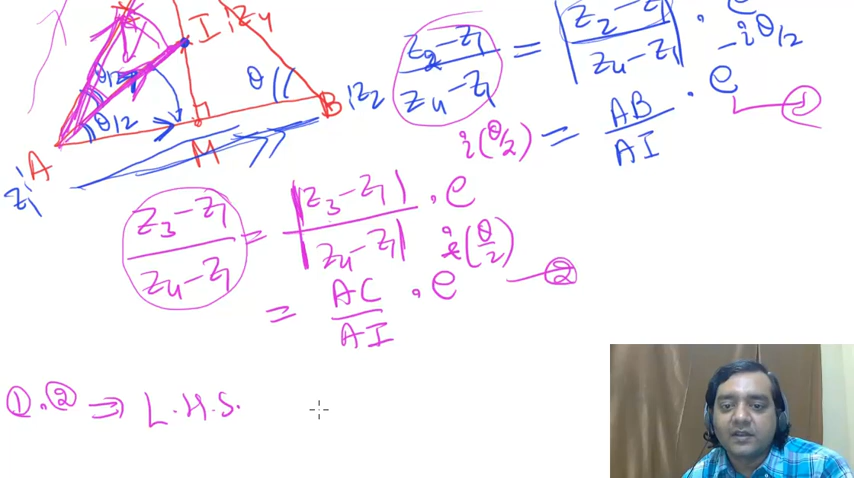 I ; z4
z2 - z1 / z4 - z1 = |z2 - z1 / z4 - z1| . e
-iθ/2
θ/2
θ
B ; z2
θ/2
= AB / AI . e ①
A
M
z1
i(θ/2)
z3 - z1 / z4 - z1 = |z3 - z1| / |z4 - z1| . e
i(θ/2)
= AC / AI . e ②
① . ② ⇒ L.H.S.